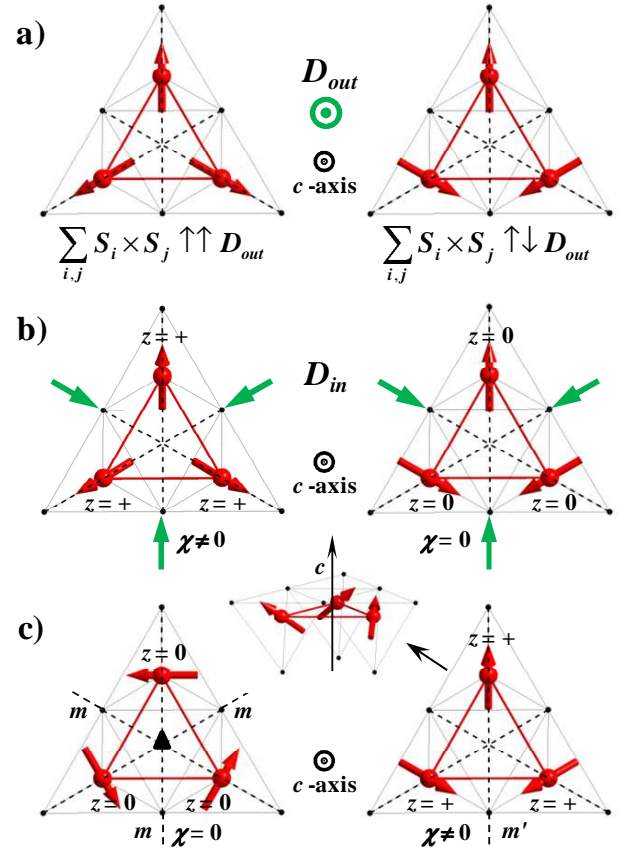 a)
D_out
c -axis
∑ S_i × S_j ↑↑ D_out
i,j
∑ S_i × S_j ↑↓ D_out
i,j
b)
z = +
D_in
z = 0
c -axis
z = +
z = +
z = 0
z = 0
χ≠0
χ = 0
c
c)
z = 0
z = +
m
m
c -axis
z = 0
z = 0
z = +
z = +
m
χ = 0
χ≠0
m'